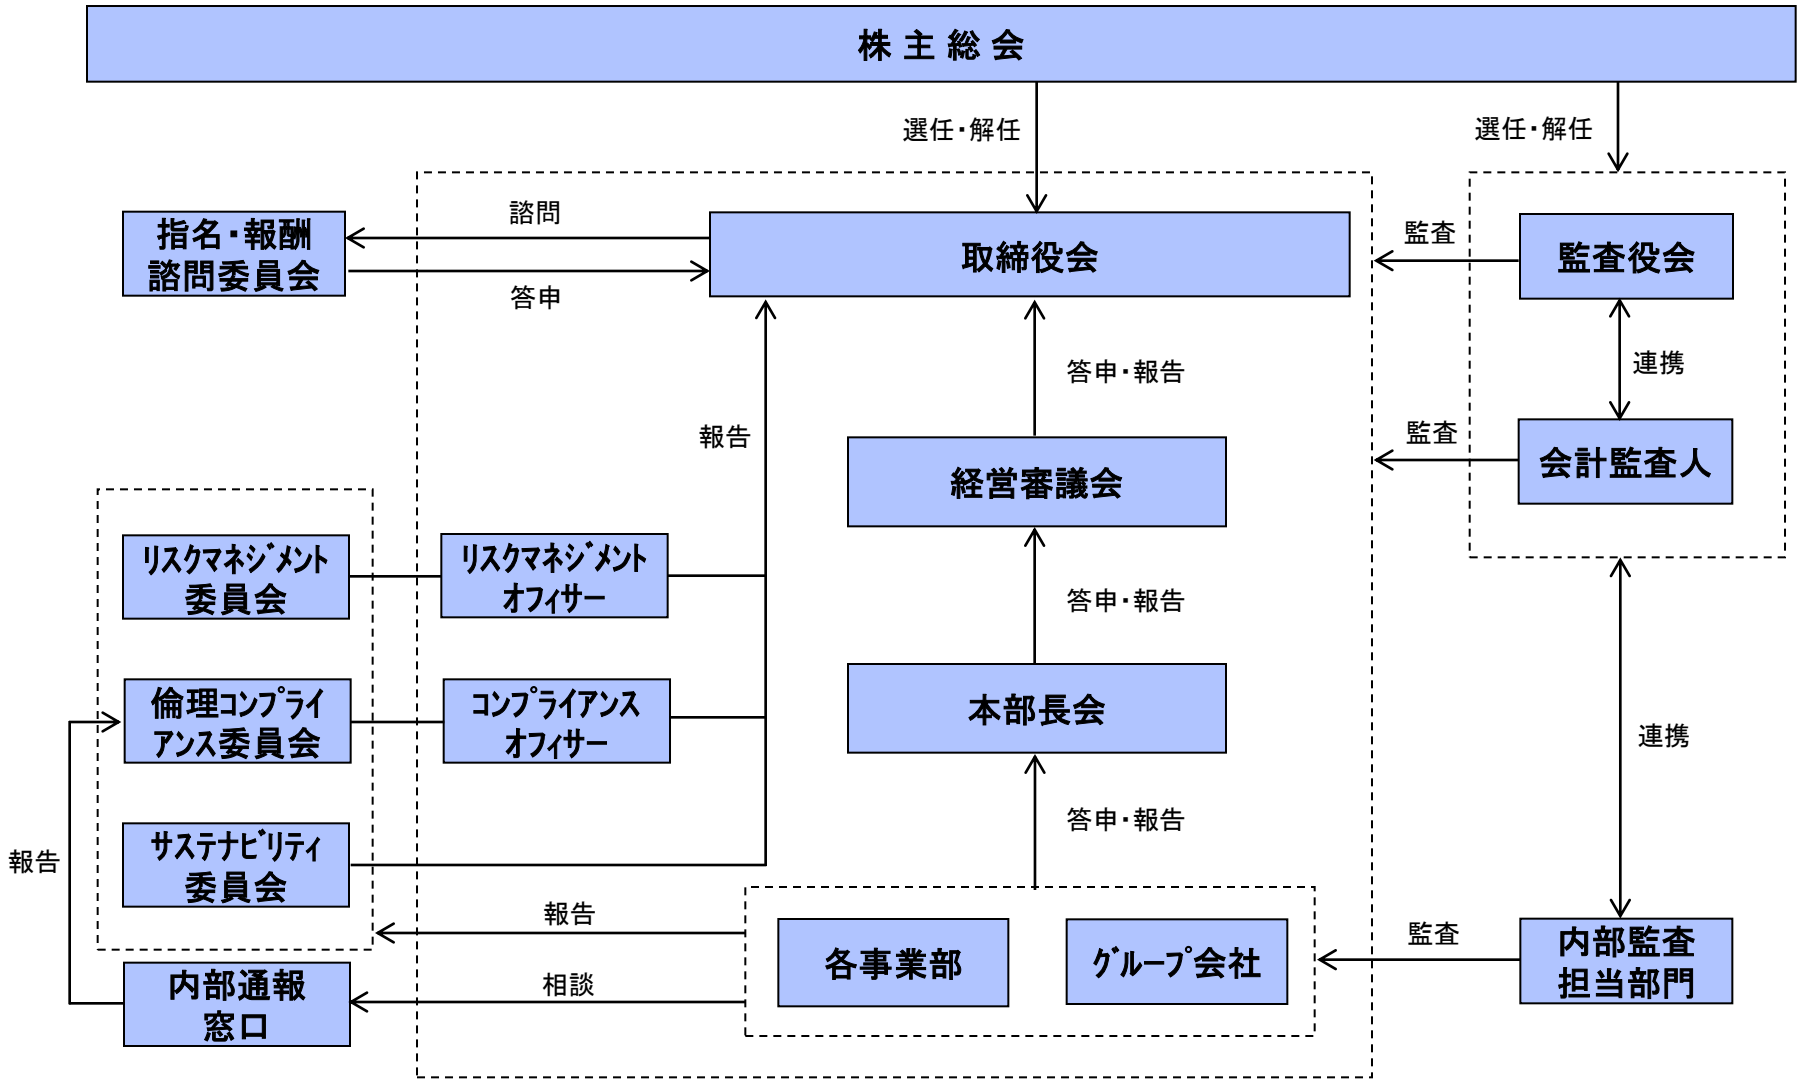 株主総会
選任・解任
選任・解任
指名・報酬
諮問委員会
諮問
答申
取締役会
監査
監査役会
連携
答申・報告
報告
経営審議会
監査
会計監査人
ﾘｽｸﾏﾈｼﾞﾒﾝﾄ
委員会
ﾘｽｸﾏﾈｼﾞﾒﾝﾄ
ｵﾌｨｻｰ
答申・報告
倫理ｺﾝﾌﾟﾗｲ
ｱﾝｽ委員会
ｺﾝﾌﾟﾗｲｱﾝｽ
ｵﾌｨｻｰ
本部長会
連携
報告
ｻｽﾃﾅﾋﾞﾘﾃｨ
委員会
答申・報告
報告
各事業部
ｸﾞﾙｰﾌﾟ会社
監査
内部監査
担当部門
相談
内部通報
窓口